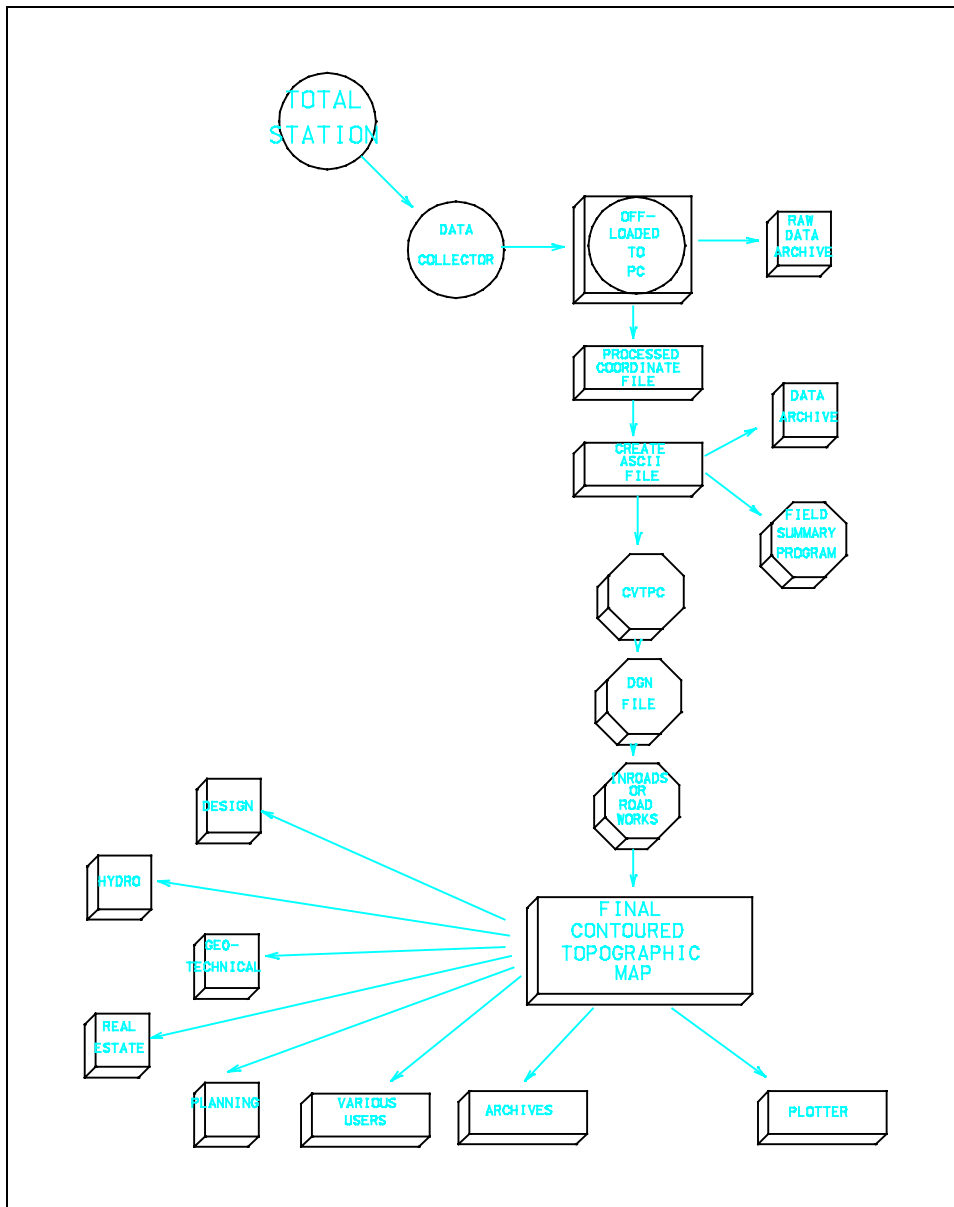 TOTAL
STATION
DATA
COLLECTOR
OFF-
LOADED
TO
PC
RAW
DATA
ARCHIVE
PROCESSED
COORDINATE
FILE
DATA
ARCHIVE
CREATE
ASCII
FILE
FIELD
SUMMARY
PROGRAM
CVTPC
DGN
FILE
INROADS
OR
ROAD
WORKS
DESIGN
HYDRO
GEO-
TECHNICAL
REAL
ESTATE
PLANNING
FINAL
CONTOURED
TOPOGRAPHIC
MAP
VARIOUS
USERS
ARCHIVES
PLOTTER